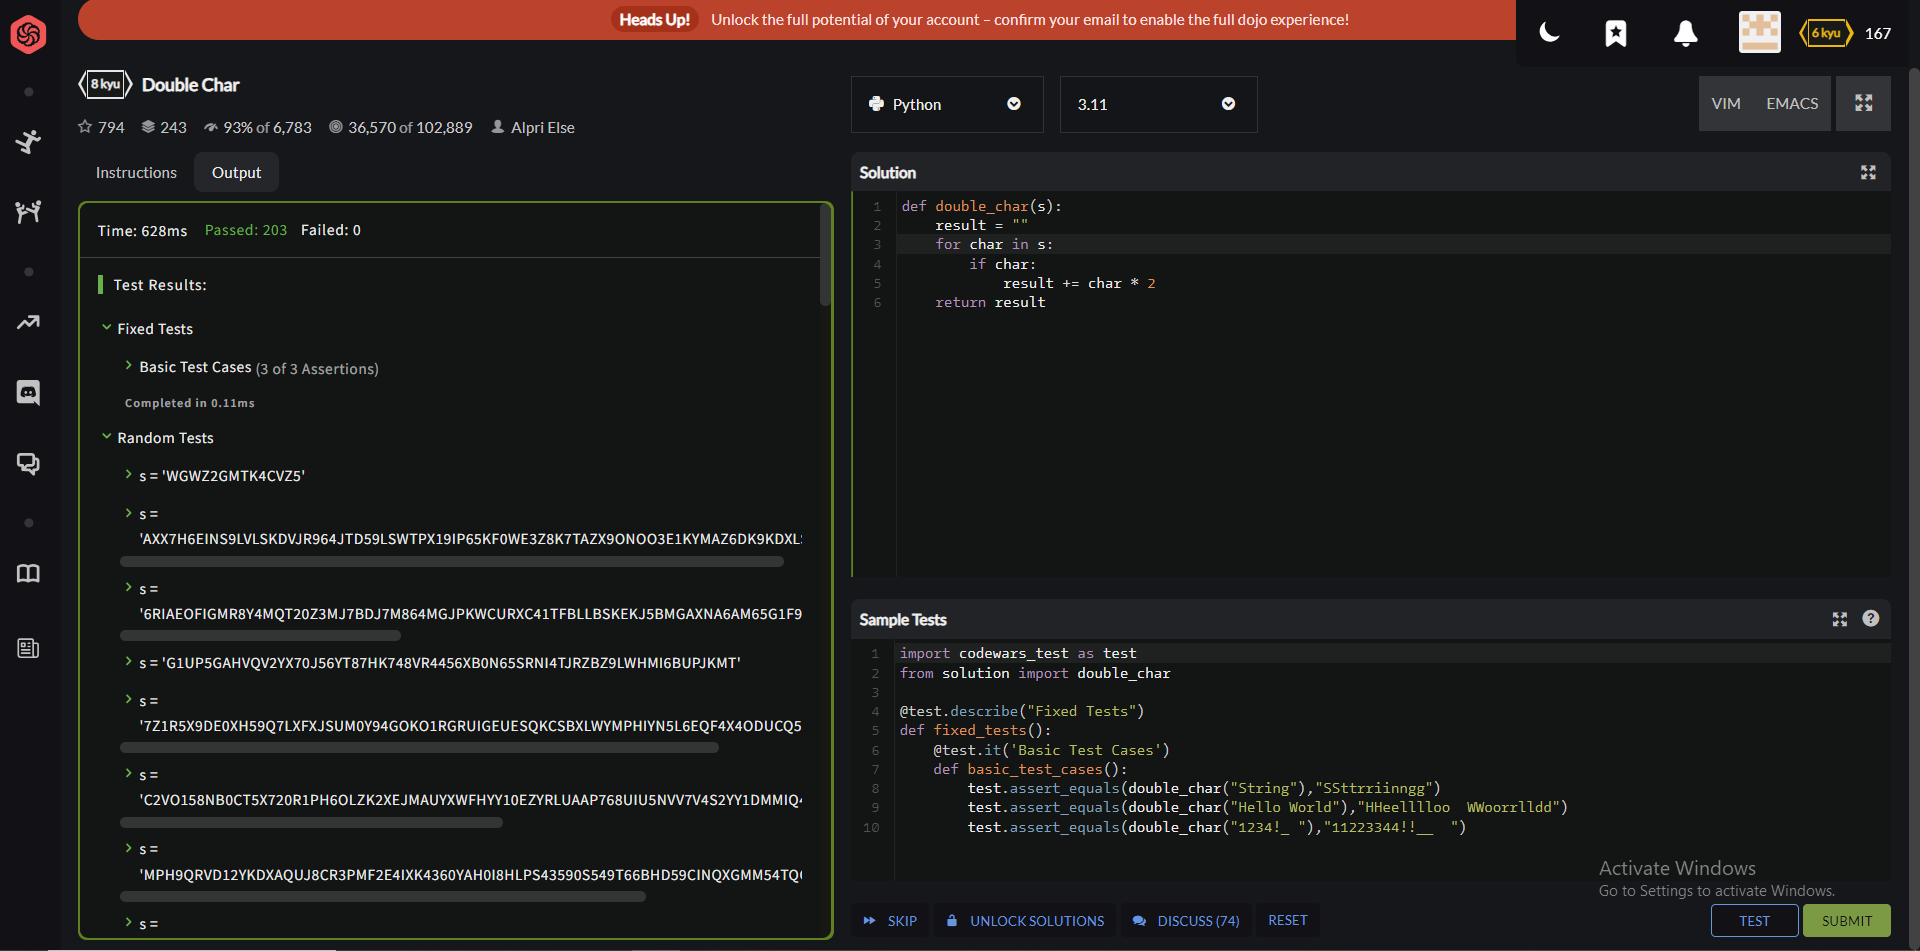 Heads Up! Unlock the full potential of your account – confirm your email to enable the full dojo experience!
6 kyu 167
8 kyu Double Char
794 243 93% of 6,783 36,570 of 102,889 Alpri Else
Instructions Output
Time: 628ms Passed: 203 Failed: 0
Test Results:
Fixed Tests
Basic Test Cases (3 of 3 Assertions)
Completed in 0.11ms
Random Tests
s = 'WGWZ2GMTK4CVZ5'
s =
'AXX7H6EINS9LVLSKDVJR964JTD59LSWTPX19IP65KF0WE3Z8K7TAZX9ONOO3E1KYMAZ6DK9KDXL
s =
'6RIAEOFIGMR8Y4MQT20Z3MJ7BDJ7M864MGJPKWCURXC41TFBLLBSKEKJ5BMGAXNA6AM65G1F9
s = 'G1UP5GAHVQV2YX70J56YT87HK748VR4456XB0N65SRNI4TJRZBZ9LWHMI6BUPJKMT'
s =
'7Z1R5X9DE0XH59Q7LXFXJSUM0Y94GOKO1RGRUIGEUESQKCSBXLWYMPHIYN5L6EQF4X4ODUCQ5
s =
'C2VO158NB0CT5X720R1PH6OLZK2XEJMAUYXWFHYY10EZYRLUAAP768UIU5NVV7V4S2YY1DMMIQ4
s =
'MPH9QRVD12YKDXAQUJ8CR3PMF2E4IXK4360YAH0I8HLPS43590S549T66BHD59CINQXGMM54TQ
s =
Python 3.11 VIM EMACS
Solution
1 def double_char(s):
2     result = ""
3     for char in s:
4         if char:
5             result += char * 2
6     return result
Sample Tests
1 import codewars_test as test
2 from solution import double_char
3
4 @test.describe("Fixed Tests")
5 def fixed_tests():
6     @test.it('Basic Test Cases')
7     def basic_test_cases():
8         test.assert_equals(double_char("String"),"SSttrriinngg")
9         test.assert_equals(double_char("Hello World"),"HHeelllloo  WWoorrlldd")
10         test.assert_equals(double_char("1234!_ "),"11223344!!__  ")
Activate Windows
Go to Settings to activate Windows.
SKIP UNLOCK SOLUTIONS DISCUSS (74) RESET TEST SUBMIT